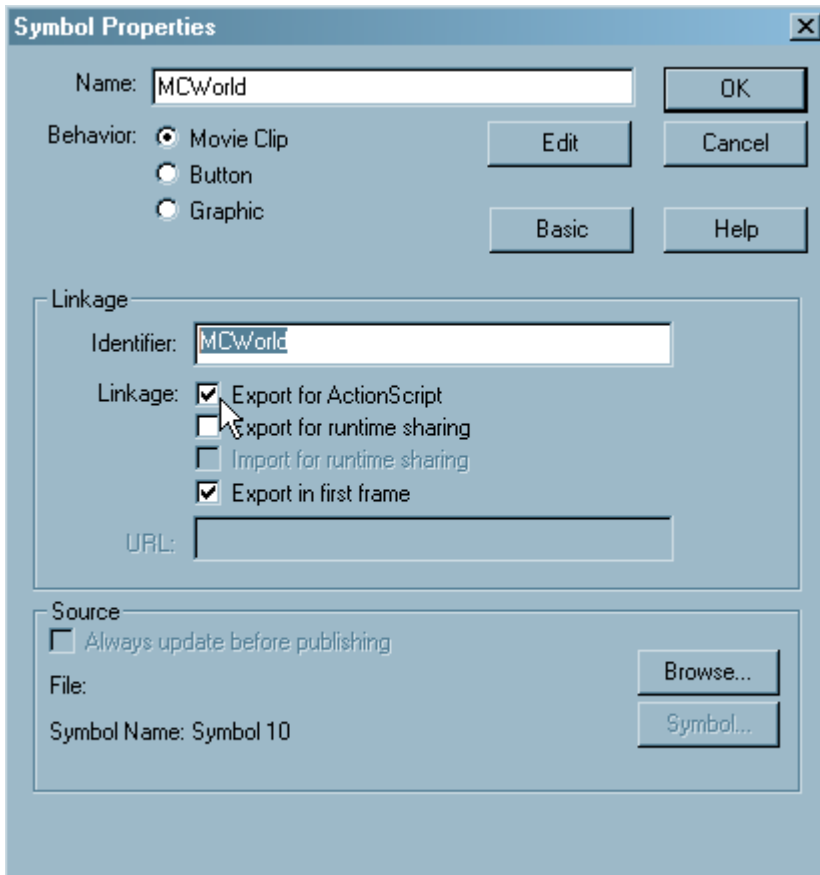 Symbol Properties
Name: MCWorld OK
Behavior: Movie Clip Edit Cancel
Button
Graphic
Basic Help
Linkage
Identifier: MCWorld
Linkage: Export for ActionScript
Export for runtime sharing
Import for runtime sharing
Export in first frame
URL:
Source
Always update before publishing
Browse...
File:
Symbol Name: Symbol 10 Symbol...